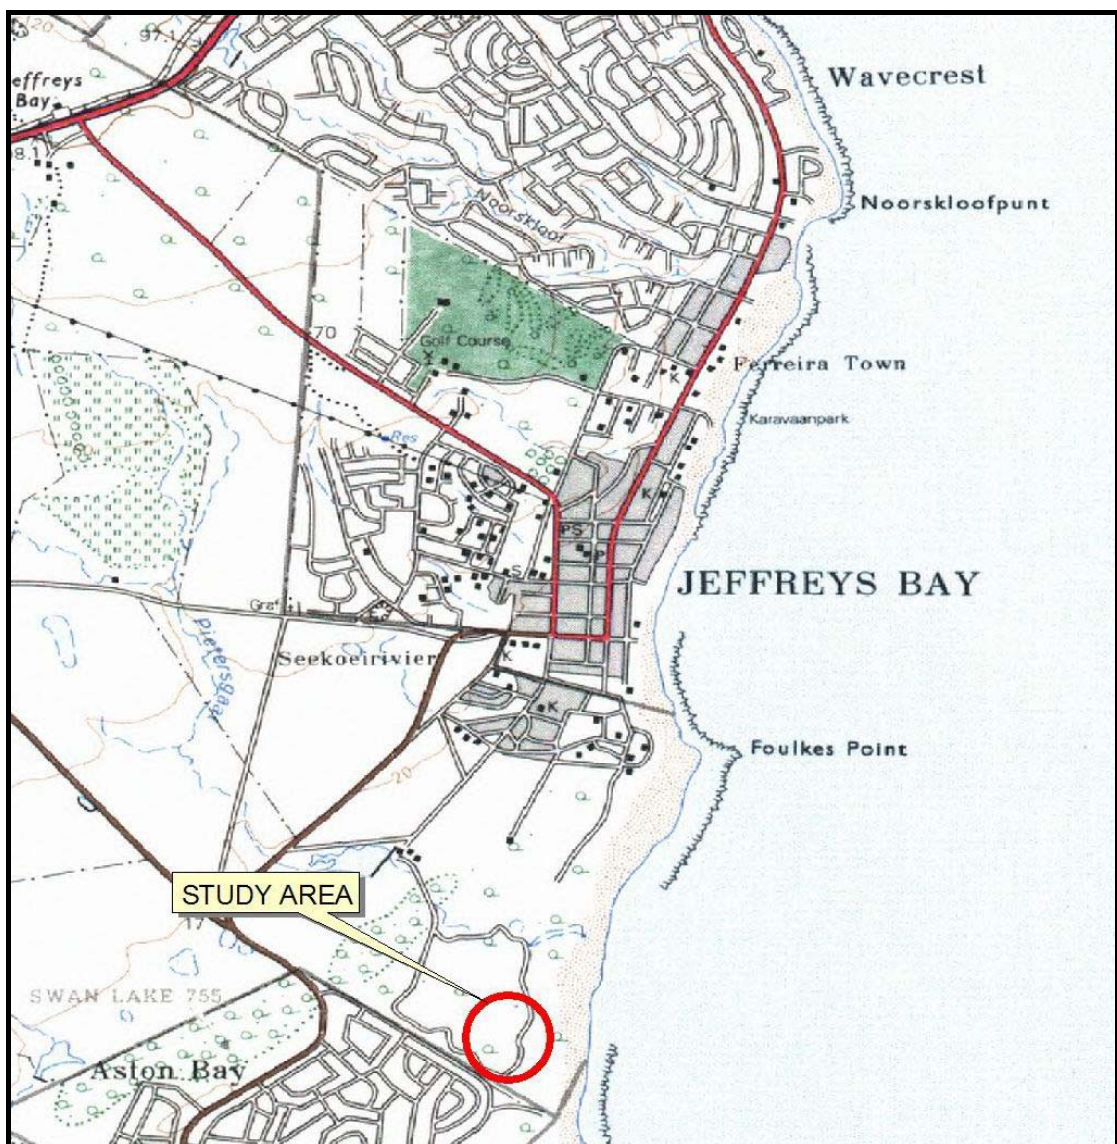 97.1
Wavecrest
Jeffreys
Bay
Noorskloof
Noorskloofpunt
70
Golf Course
Ferreira Town
K
Karavaanpark
Res
K
PS
P
S
JEFFREYS BAY
Graf
Seekoeirivier
K
K
Foulkes Point
20
STUDY AREA
17
SWAN LAKE 755
Aston Bay